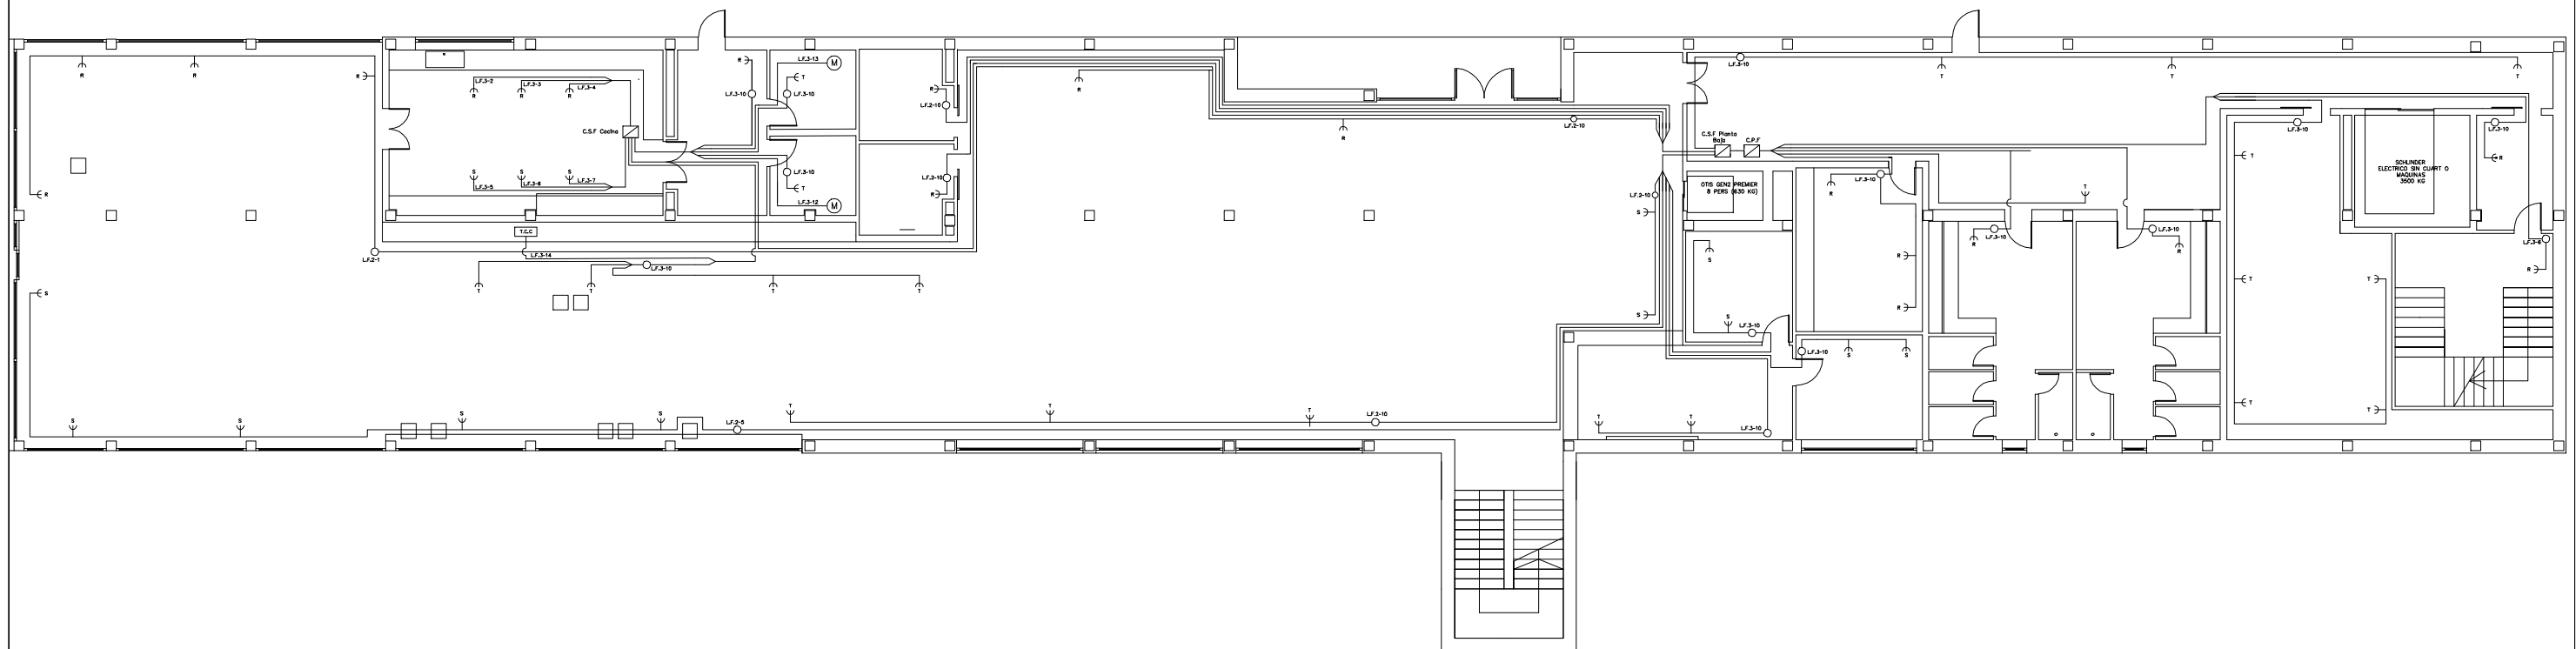 R
R
R
L.F.3-2
L.F.3-3
L.F.3-4
R
R
R
C.S.F Cocina
S
S
S
L.F.3-5
L.F.3-6
L.F.3-7
R
L.F.3-10
L.F.3-13
M
T
L.F.3-10
L.F.3-10
T
L.F.3-12
M
R
L.F.2-10
L.F.2-10
R
R
R
L.F.2-10
R
S
T.C.C
L.F.2-1
L.F.3-14
L.F.3-10
T
T
T
T
S
S
S
S
L.F.2-5
T
T
T
L.F.2-10
L.F.3-10
T
T
T
C.S.F Planta
Baja
C.P.F
OTIS GEN2 PREMIER
8 PERS (630 KG)
L.F.2-10
S
S
S
S
L.F.3-10
L.F.3-10
R
R
R
L.F.3-10
S
S
T
T
L.F.3-10
T
L.F.3-10
R
L.F.3-10
R
L.F.3-10
T
T
T
T
T
SCHLINDER
ELECTRICO SIN CUART O
MAQUINAS
3500 KG
L.F.3-10
R
L.F.3-6
R